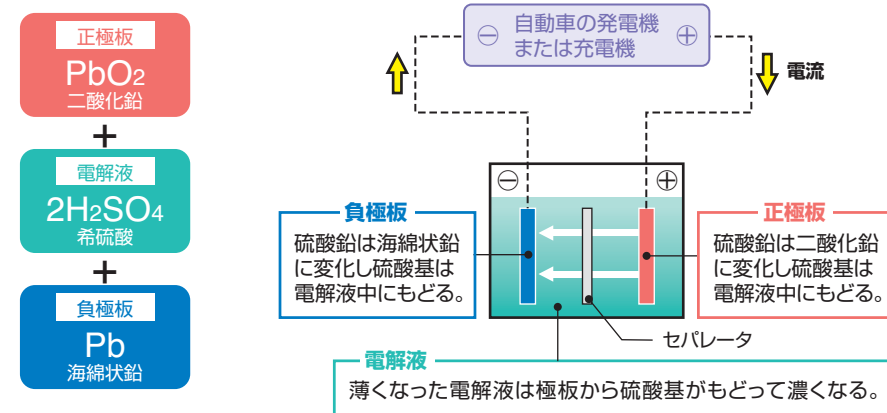 正極板
PbO2
二酸化鉛
+
電解液
2H2SO4
希硫酸
+
負極板
Pb
海綿状鉛
⊖ 自動車の発電機 ⊕
または充電機
電流
⊖ ⊕
負極板
硫酸鉛は海綿状鉛
に変化し硫酸基は
電解液中にもどる。
正極板
硫酸鉛は二酸化鉛
に変化し硫酸基は
電解液中にもどる。
セパレータ
電解液
薄くなった電解液は極板から硫酸基がもどって濃くなる。